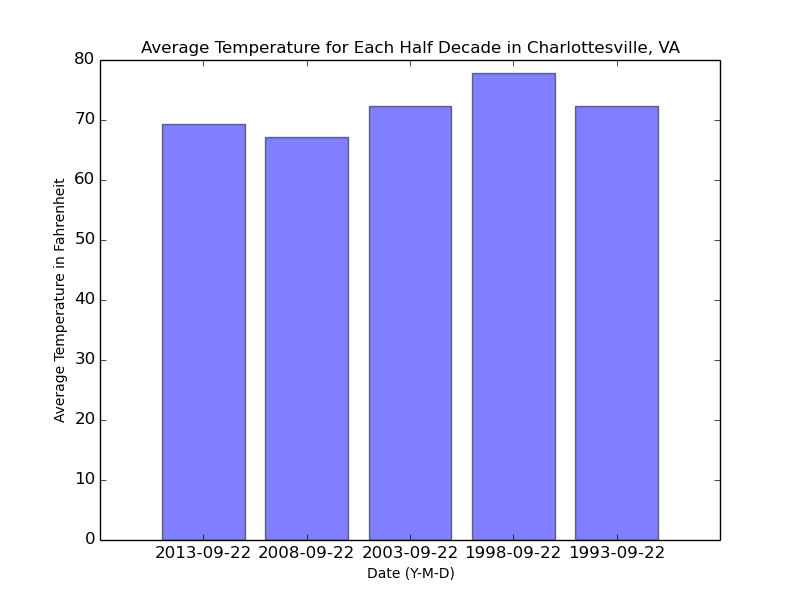 Average Temperature for Each Half Decade in Charlottesville, VA
80
70
60
50
40
30
20
10
0
Average Temperature in Fahrenheit
2013-09-22 2008-09-22 2003-09-22 1998-09-22 1993-09-22
Date (Y-M-D)